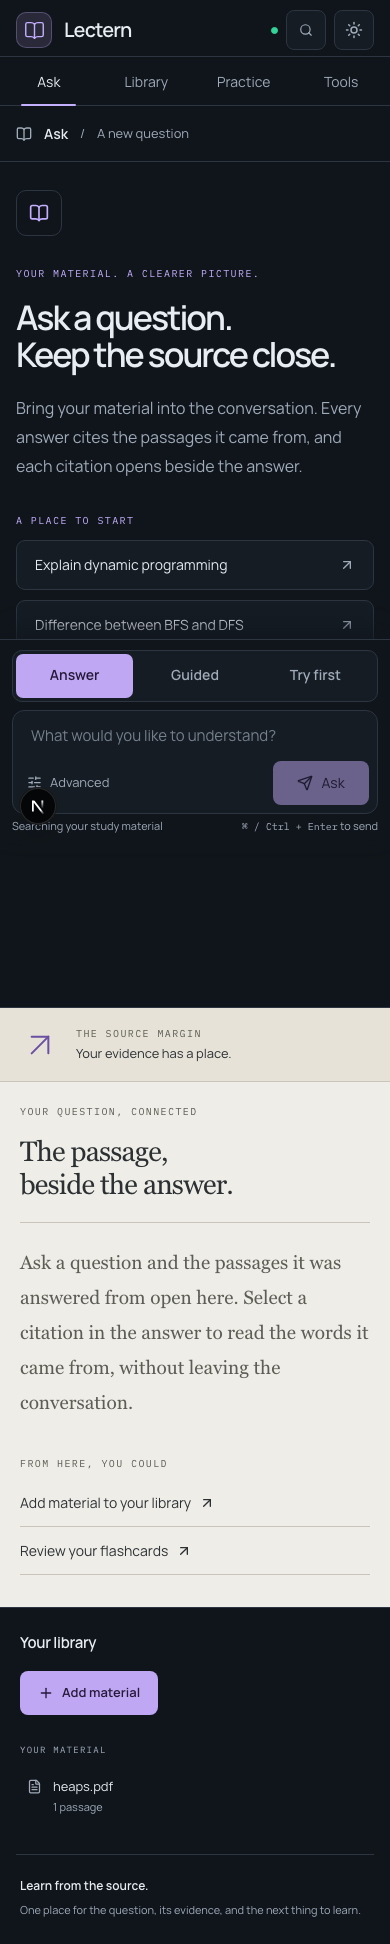 Lectern
Ask
Library
Practice
Tools
Ask / A new question
YOUR MATERIAL. A CLEARER PICTURE.
Ask a question.
Keep the source close.
Bring your material into the conversation. Every
answer cites the passages it came from, and
each citation opens beside the answer.
A PLACE TO START
Explain dynamic programming
Difference between BFS and DFS
Answer
Guided
Try first
What would you like to understand?
Advanced
Ask
N
Searching your study material
⌘ / Ctrl + Enter to send
THE SOURCE MARGIN
Your evidence has a place.
YOUR QUESTION, CONNECTED
The passage,
beside the answer.
Ask a question and the passages it was
answered from open here. Select a
citation in the answer to read the words it
came from, without leaving the
conversation.
FROM HERE, YOU COULD
Add material to your library
Review your flashcards
Your library
Add material
YOUR MATERIAL
heaps.pdf
1 passage
Learn from the source.
One place for the question, its evidence, and the next thing to learn.